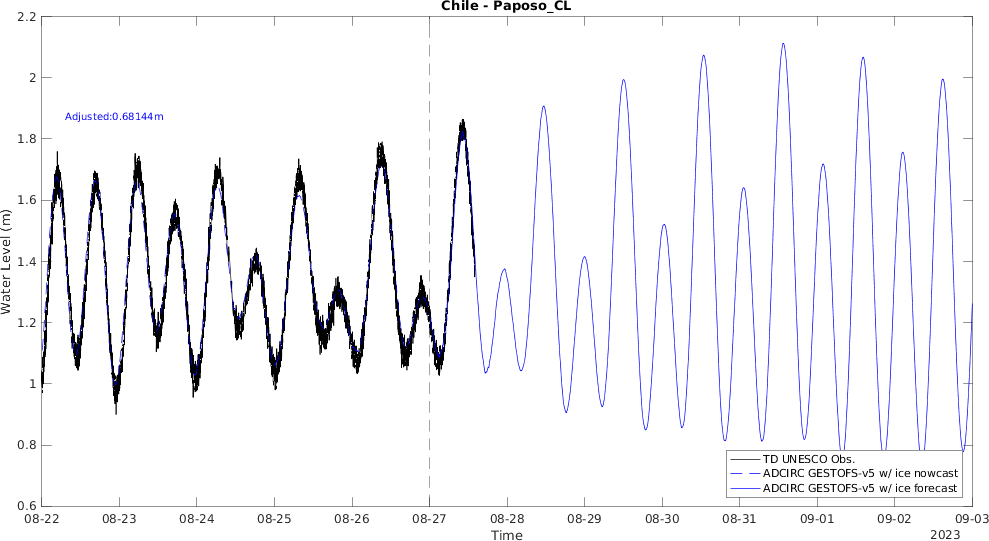 Chile - Paposo_CL
2.2
2
1.8
1.6
1.4
1.2
1
0.8
0.6
Water Level (m)
Adjusted:0.68144m
TD UNESCO Obs.
ADCIRC GESTOFS-v5 w/ ice nowcast
ADCIRC GESTOFS-v5 w/ ice forecast
08-22 08-23 08-24 08-25 08-26 08-27 08-28 08-29 08-30 08-31 09-01 09-02 09-03
Time
2023